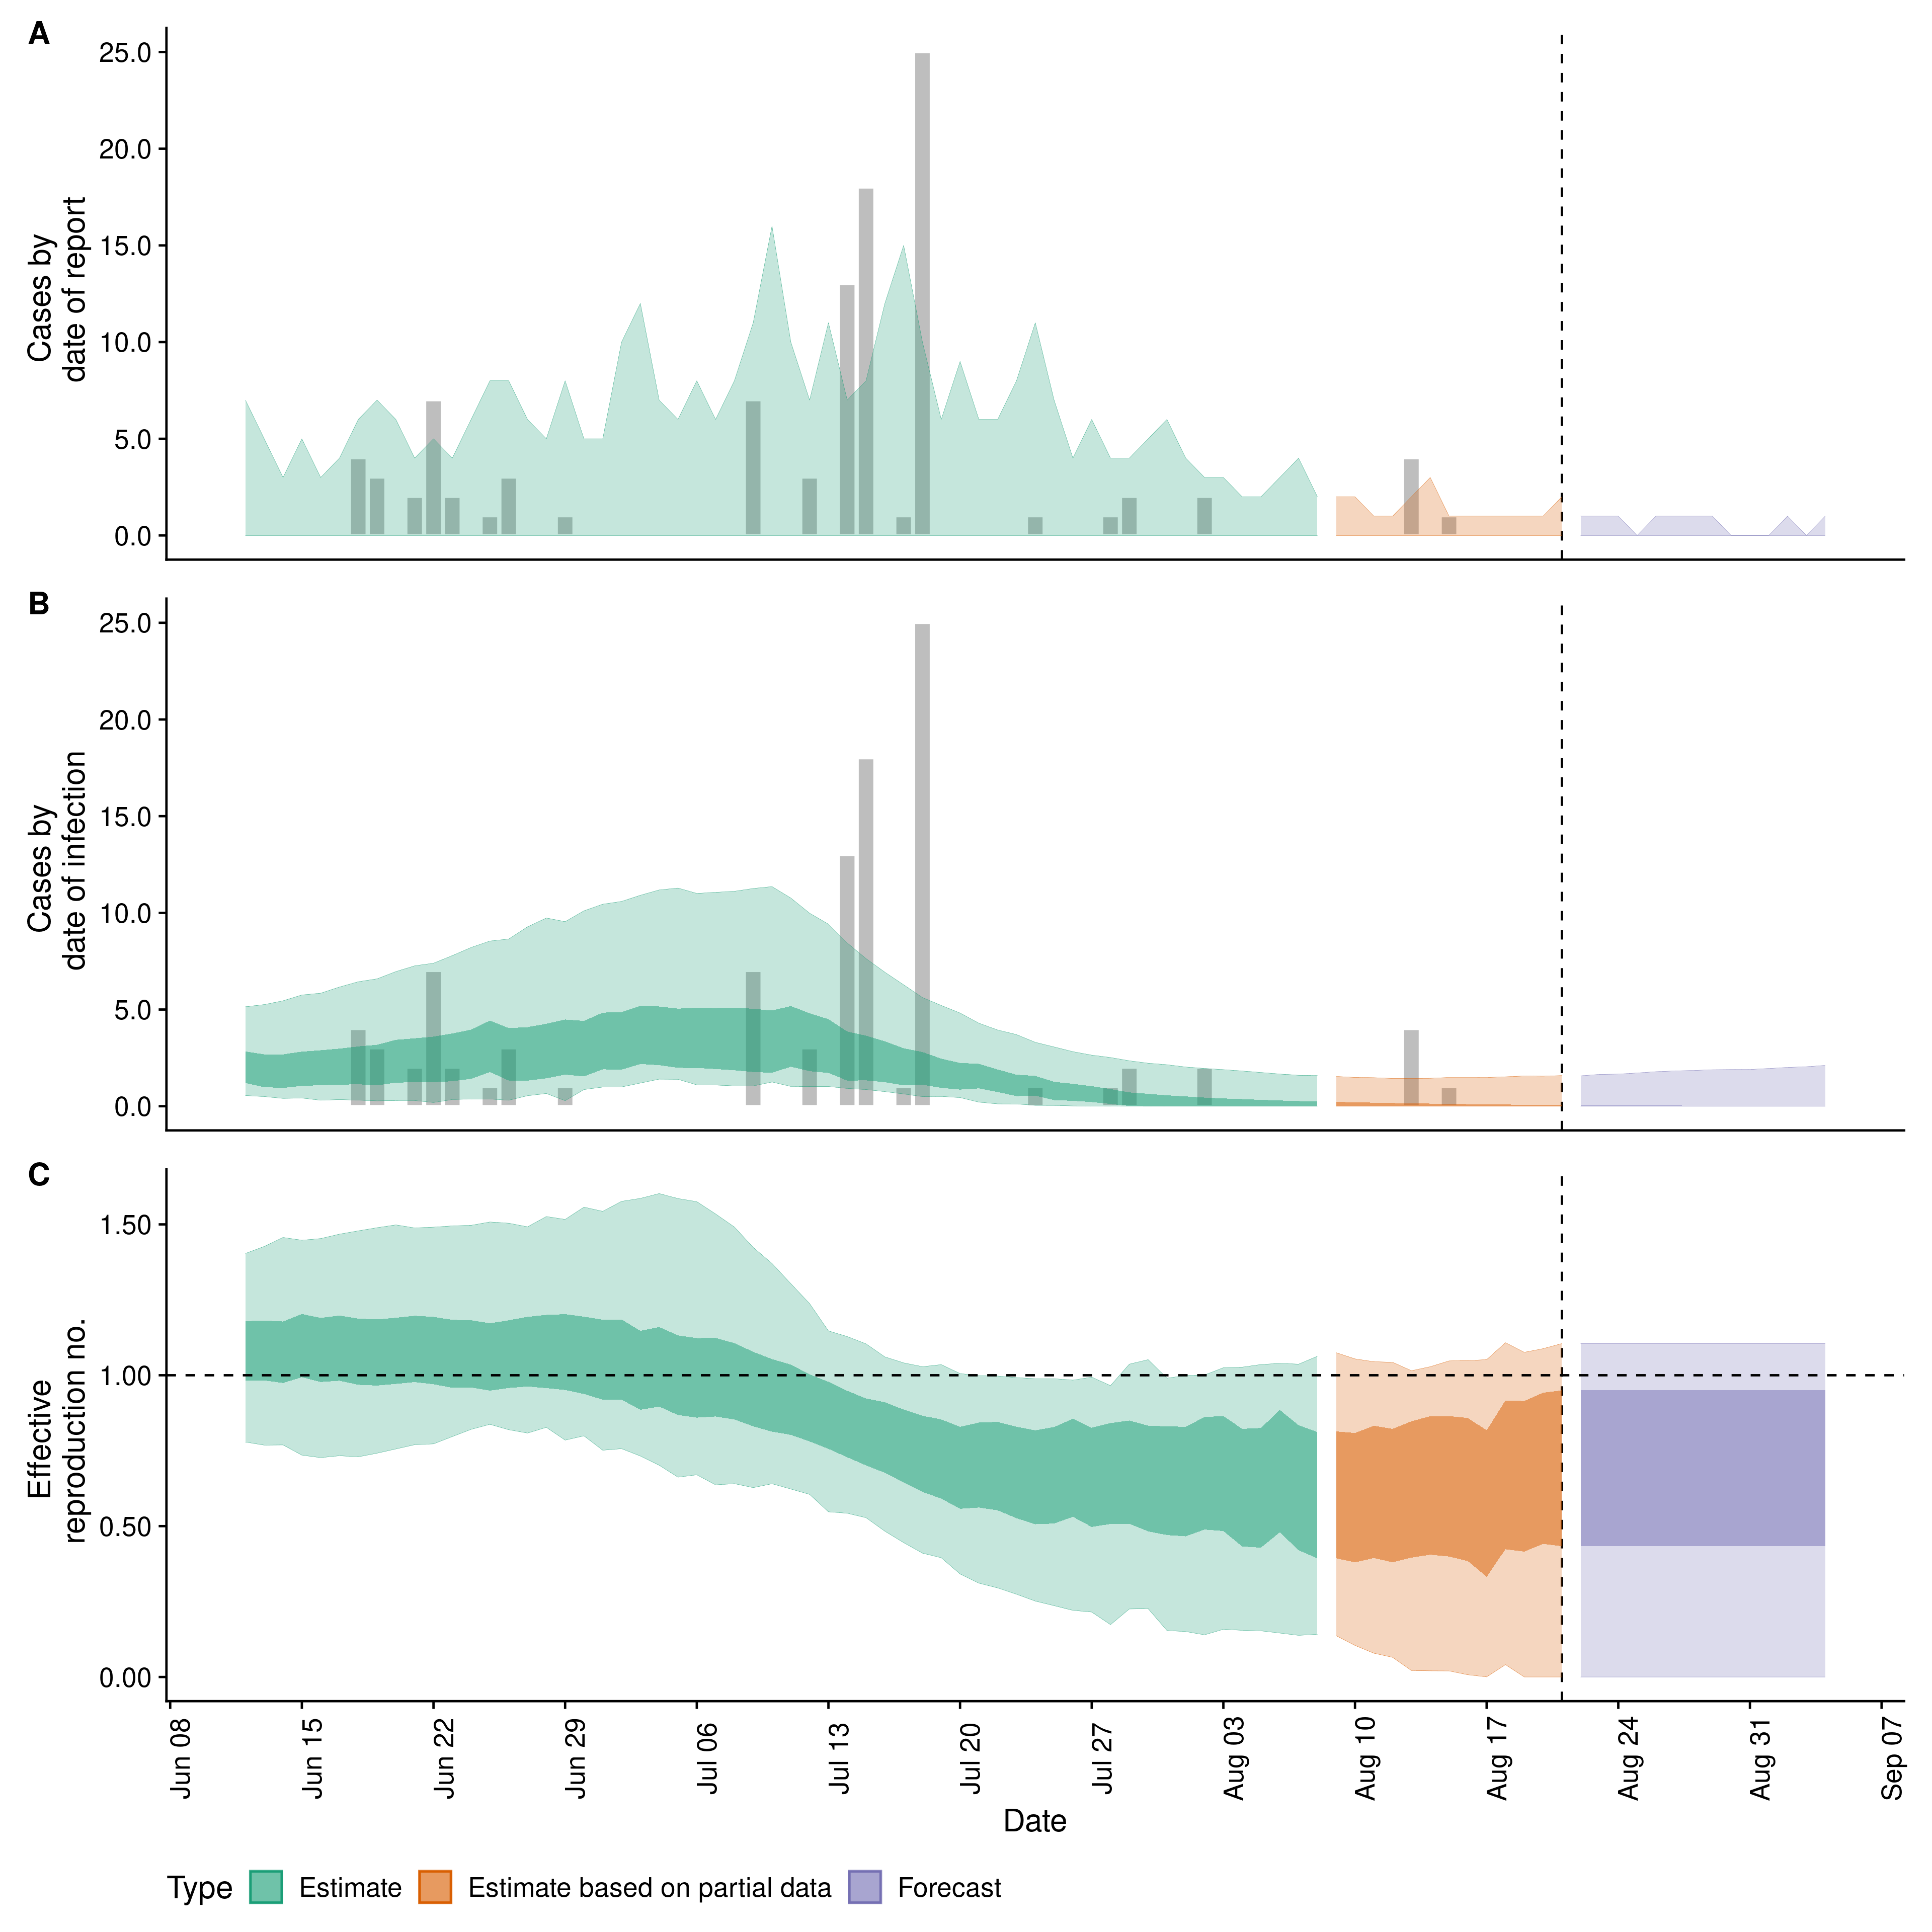 A
25.0
20.0
15.0
10.0
5.0
0.0
Cases by
date of report
B
25.0
20.0
15.0
10.0
5.0
0.0
Cases by
date of infection
C
1.50
1.00
0.50
0.00
Effective
reproduction no.
Jun 08
Jun 15
Jun 22
Jun 29
Jul 06
Jul 13
Jul 20
Jul 27
Aug 03
Aug 10
Aug 17
Aug 24
Aug 31
Sep 07
Date
Type Estimate Estimate based on partial data Forecast